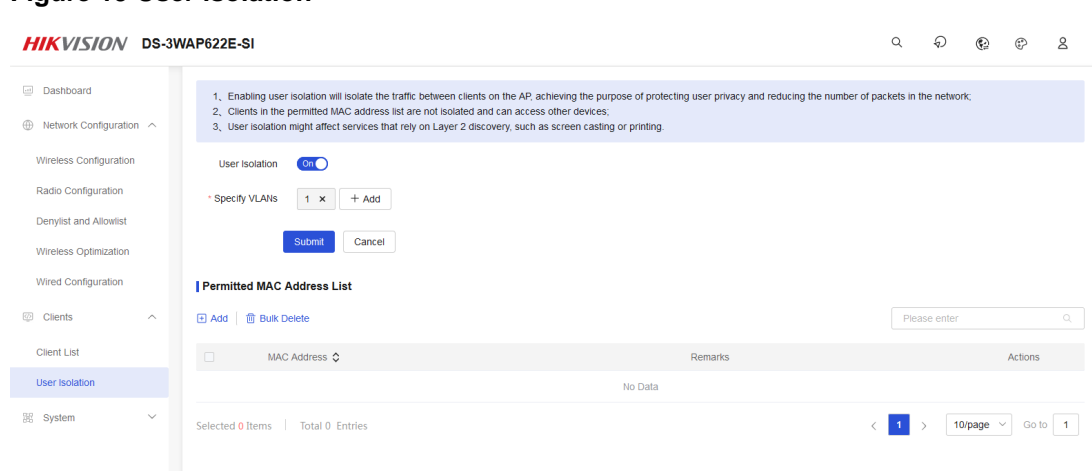 HIKVISION DS-3WAP622E-SI
Dashboard
Network Configuration
Wireless Configuration
Radio Configuration
Denylist and Allowlist
Wireless Optimization
Wired Configuration
Clients
Client List
User Isolation
System
1、Enabling user isolation will isolate the traffic between clients on the AP, achieving the purpose of protecting user privacy and reducing the number of packets in the network;
2、Clients in the permitted MAC address list are not isolated and can access other devices;
3、User isolation might affect services that rely on Layer 2 discovery, such as screen casting or printing.
User Isolation On
* Specify VLANs 1 × + Add
Submit Cancel
Permitted MAC Address List
Add Bulk Delete Please enter
MAC Address Remarks Actions
No Data
Selected 0 Items Total 0 Entries < 1 > 10/page Go to 1